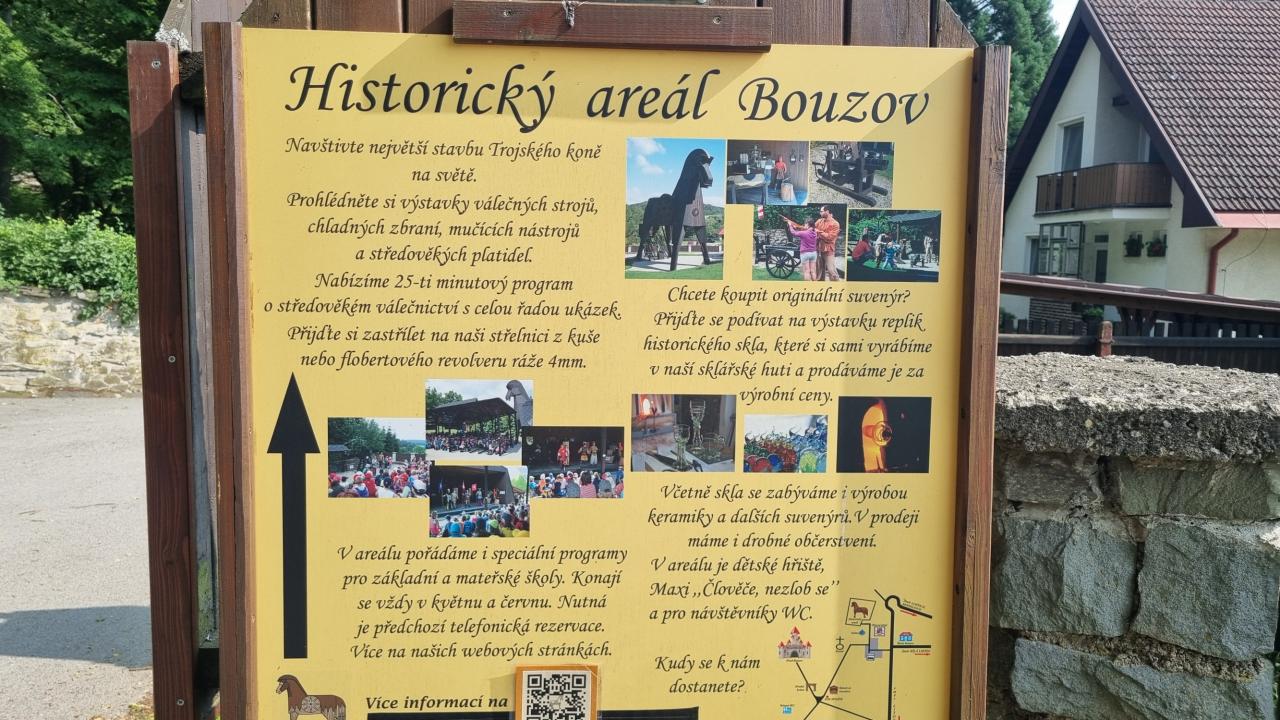 Historický areál Bouzov
Navštivte největší stavbu Trojského koně
na světě.
Prohlédněte si výstavky válečných strojů,
chladných zbraní, mučících nástrojů
a středověkých platidel.
Nabízíme 25-ti minutový program
o středověkém válečnictví s celou řadou ukázek.
Přijďte si zastřílet na naši střelnici z kuše
nebo flobertového revolveru ráže 4mm.
V areálu pořádáme i speciální programy
pro základní a mateřské školy. Konají
se vždy v květnu a červnu. Nutná
je předchozí telefonická rezervace.
Více na našich webových stránkách.
Více informací na
Chcete koupit originální suvenýr?
Přijďte se podívat na výstavku replik
historického skla, které si sami vyrábíme
v naší sklářské huti a prodáváme je za
výrobní ceny.
Včetně skla se zabýváme i výrobou
keramiky a dalších suvenýrů.V prodeji
máme i drobné občerstvení.
V areálu je dětské hřiště,
Maxi ,,Člověče, nezlob se’’
a pro návštěvníky WC.
Kudy se k nám
dostanete?